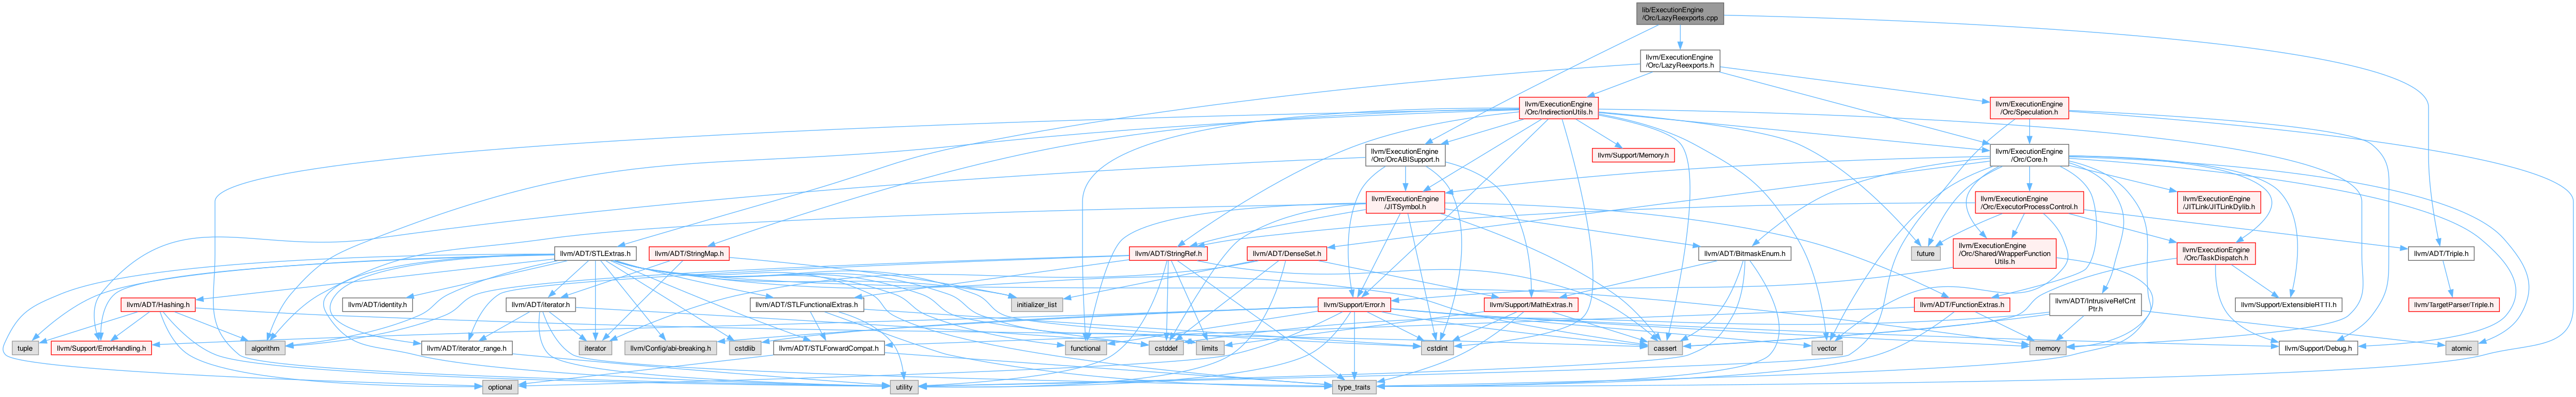 lib/ExecutionEngine
/Orc/LazyReexports.cpp
llvm/ExecutionEngine
/Orc/LazyReexports.h
llvm/ExecutionEngine
/Orc/IndirectionUtils.h
llvm/ExecutionEngine
/Orc/Speculation.h
llvm/ExecutionEngine
/Orc/OrcABISupport.h
llvm/Support/Memory.h
llvm/ExecutionEngine
/Orc/Core.h
llvm/ExecutionEngine
/JITSymbol.h
llvm/ExecutionEngine
/Orc/ExecutorProcessControl.h
llvm/ExecutionEngine
/JITLink/JITLinkDylib.h
llvm/ADT/STLExtras.h
llvm/ADT/StringMap.h
llvm/ADT/StringRef.h
llvm/ADT/DenseSet.h
llvm/ADT/BitmaskEnum.h
future
llvm/ExecutionEngine
/Orc/Shared/WrapperFunction
Utils.h
llvm/ExecutionEngine
/Orc/TaskDispatch.h
llvm/ADT/Triple.h
llvm/ADT/Hashing.h
llvm/ADT/identity.h
llvm/ADT/iterator.h
llvm/ADT/STLFunctionalExtras.h
initializer_list
llvm/Support/Error.h
llvm/Support/MathExtras.h
llvm/ADT/FunctionExtras.h
llvm/ADT/IntrusiveRefCnt
Ptr.h
llvm/Support/ExtensibleRTTI.h
llvm/TargetParser/Triple.h
tuple
llvm/Support/ErrorHandling.h
algorithm
llvm/ADT/iterator_range.h
iterator
llvm/Config/abi-breaking.h
cstdlib
llvm/ADT/STLForwardCompat.h
functional
cstddef
limits
cstdint
cassert
vector
memory
llvm/Support/Debug.h
atomic
optional
utility
type_traits